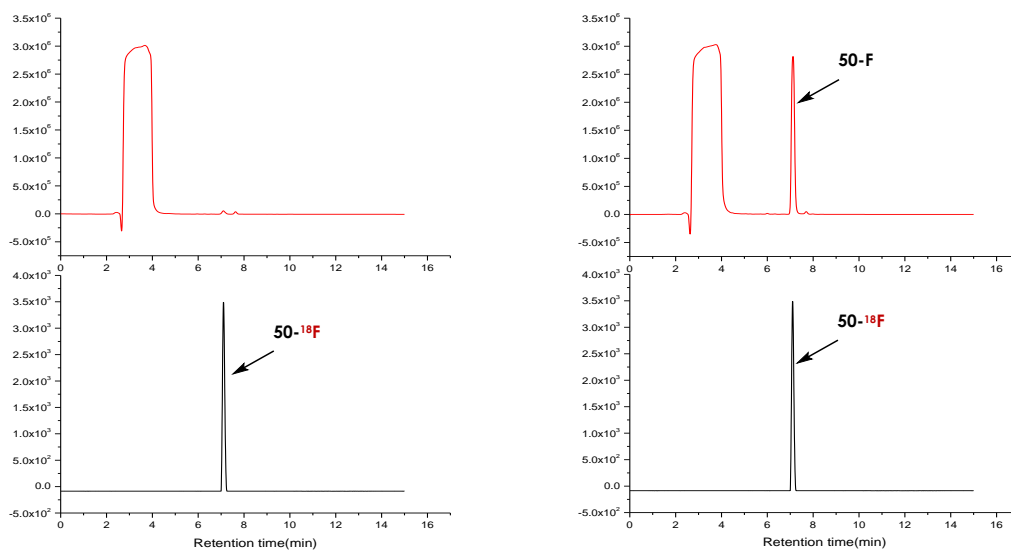 3.5x10⁶
3.0x10⁶
2.5x10⁶
2.0x10⁶
1.5x10⁶
1.0x10⁶
5.0x10⁵
0.0
-5.0x10⁵
0 2 4 6 8 10 12 14 16
3.5x10⁶
3.0x10⁶
2.5x10⁶
2.0x10⁶
1.5x10⁶
1.0x10⁶
5.0x10⁵
0.0
-5.0x10⁵
50-F
0 2 4 6 8 10 12 14 16
4.0x10³
3.5x10³
3.0x10³
2.5x10³
2.0x10³
1.5x10³
1.0x10³
5.0x10²
0.0
-5.0x10²
50-¹⁸F
0 2 4 6 8 10 12 14 16
Retention time(min)
4.0x10³
3.5x10³
3.0x10³
2.5x10³
2.0x10³
1.5x10³
1.0x10³
5.0x10²
0.0
-5.0x10²
50-¹⁸F
0 2 4 6 8 10 12 14 16
Retention time(min)